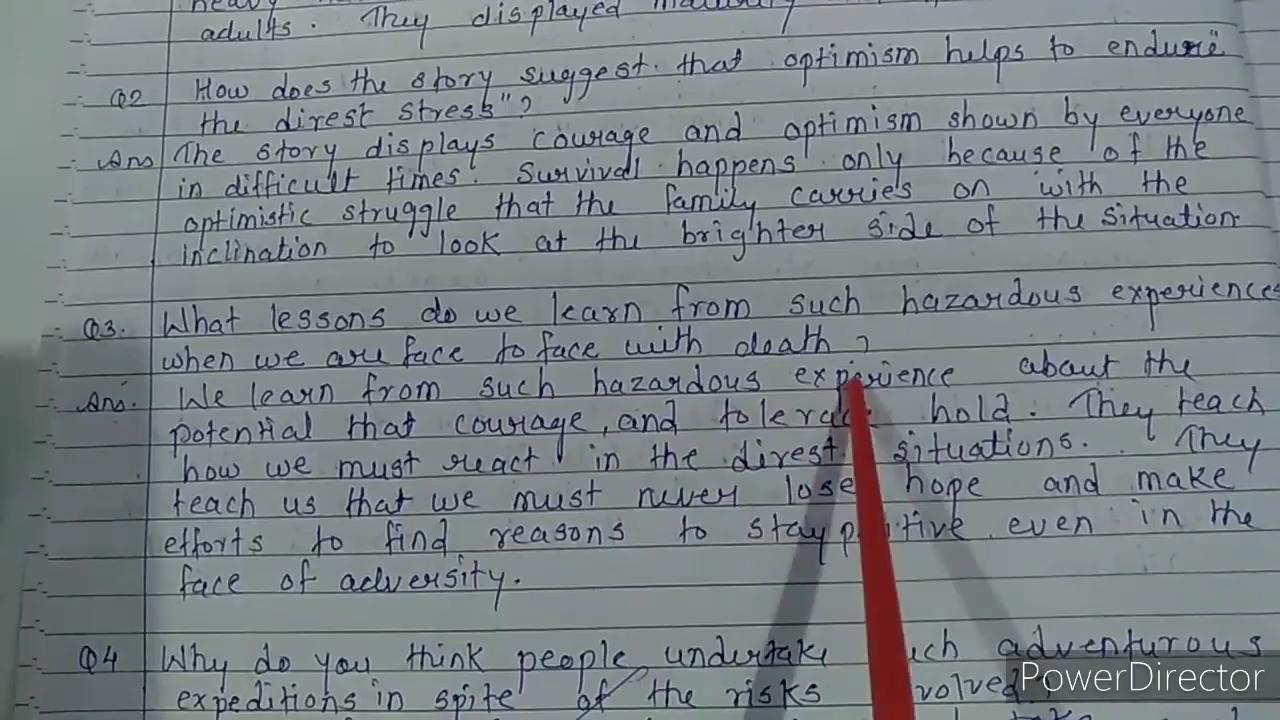 adults. They displayed
Q2 How does the story suggest that optimism helps to endure "
the direst stress"?
Ans The story displays courage and optimism shown by everyone
in difficult times. Survival happens only because of the
optimistic struggle that the family carries on with the
inclination to look at the brighter side of the situation
Q3. What lessons do we learn from such hazardous experiences
when we are face to face with death ?
Ans. We learn from such hazardous experience about the
potential that courage, and hold. They teach
how we must react in the direst situations. They
teach us that we must never lose hope and make
efforts to find reasons to stay even in the
face of adversity.
Q4 Why do you think people undertake adventurous
expeditions in spite of the risks
PowerDirector